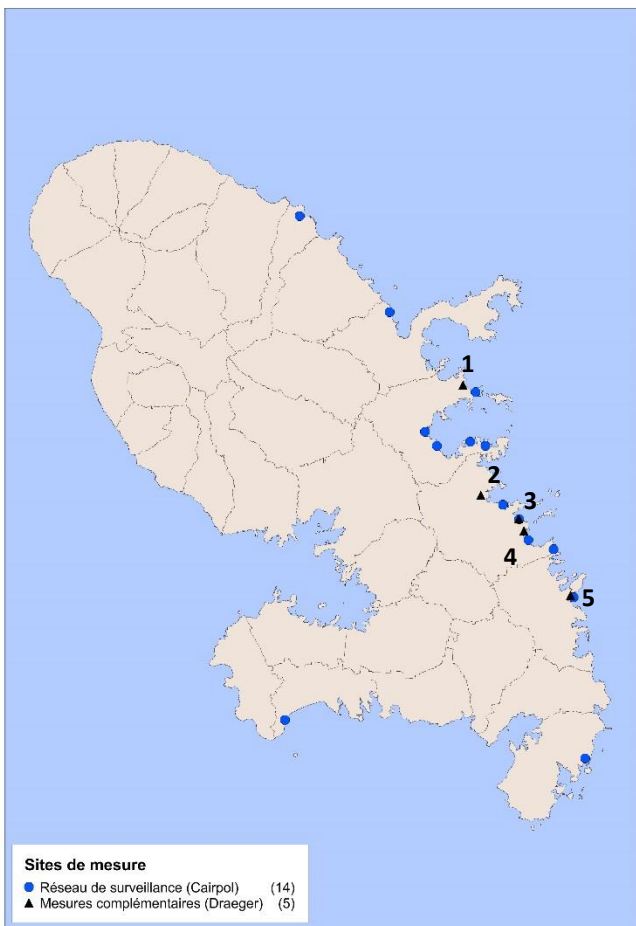 1
2
3
4
5
Sites de mesure
Réseau de surveillance (Cairpol) (14)
Mesures complémentaires (Draeger) (5)